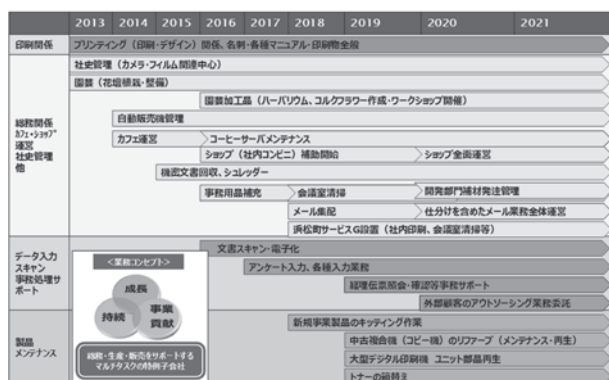 2013 2014 2015 2016 2017 2018 2019 2020 2021
印刷関係
プリンティング（印刷・デザイン）関係、名刺・各種マニュアル・印刷物全般
総務関係
カフェ・ショップ
運営
社史管理
他
社史管理（カメラ・フィルム関連中心）
園芸（花壇植栽・整備）
園芸加工品（ハーバリウム、コルクフラワー作成・ワークショップ開催）
自動販売機管理
カフェ運営 コーヒーサーバメンテナンス
ショップ（社内コンビニ）補助開始 ショップ全面運営
機密文書回収、シュレッダー
事務用品補充 会議室清掃 開発部門補材発注管理
メール集配 仕分けを含めたメール業務全体運営
浜松町サービスG設置（社内印刷、会議室清掃等）
データ入力
スキャン
事務処理サ
ポート
文書スキャン・電子化
アンケート入力、各種入力業務
経理伝票照会・確認等事務サポート
外部顧客のアウトソーシング業務委託
製品
メンテナンス
新規事業製品のキッティング作業
中古複合機（コピー機）のリファーブ（メンテナンス・再生）
大型デジタル印刷機 ユニット部品再生
トナーの箱替え
＜業務コンセプト＞
成長
持続
事業
貢献
総務・生産・販売をサポートする
マルチタスクの特例子会社